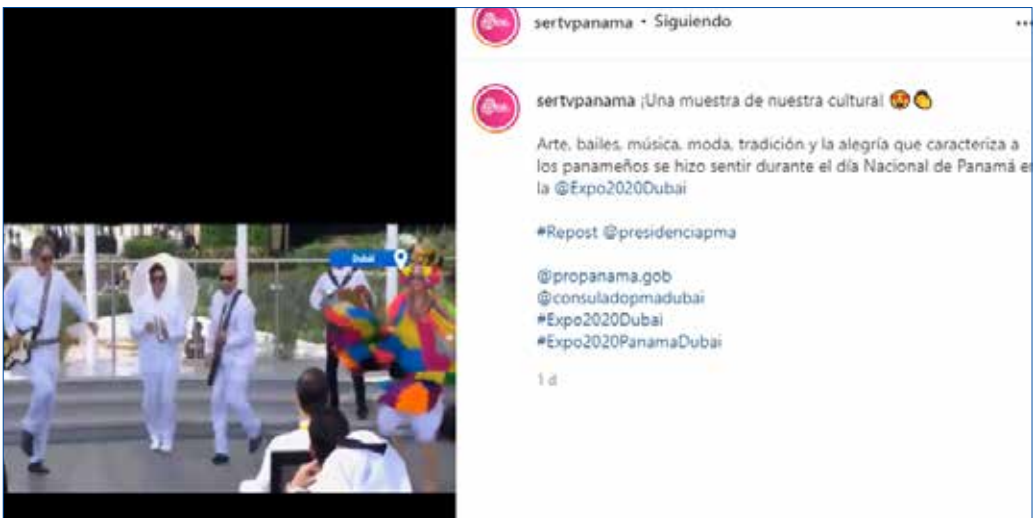 sertvpanama • Siguiendo
sertvpanama ¡Una muestra de nuestra cultura!
Arte, bailes, música, moda, tradición y la alegría que caracteriza a
los panameños se hizo sentir durante el día Nacional de Panamá en
la @Expo2020Dubai
#Repost @presidenciapma
@propanama.gob
@consuladopmadubai
#Expo2020Dubai
#Expo2020PanamaDubai
1 d
Dubai